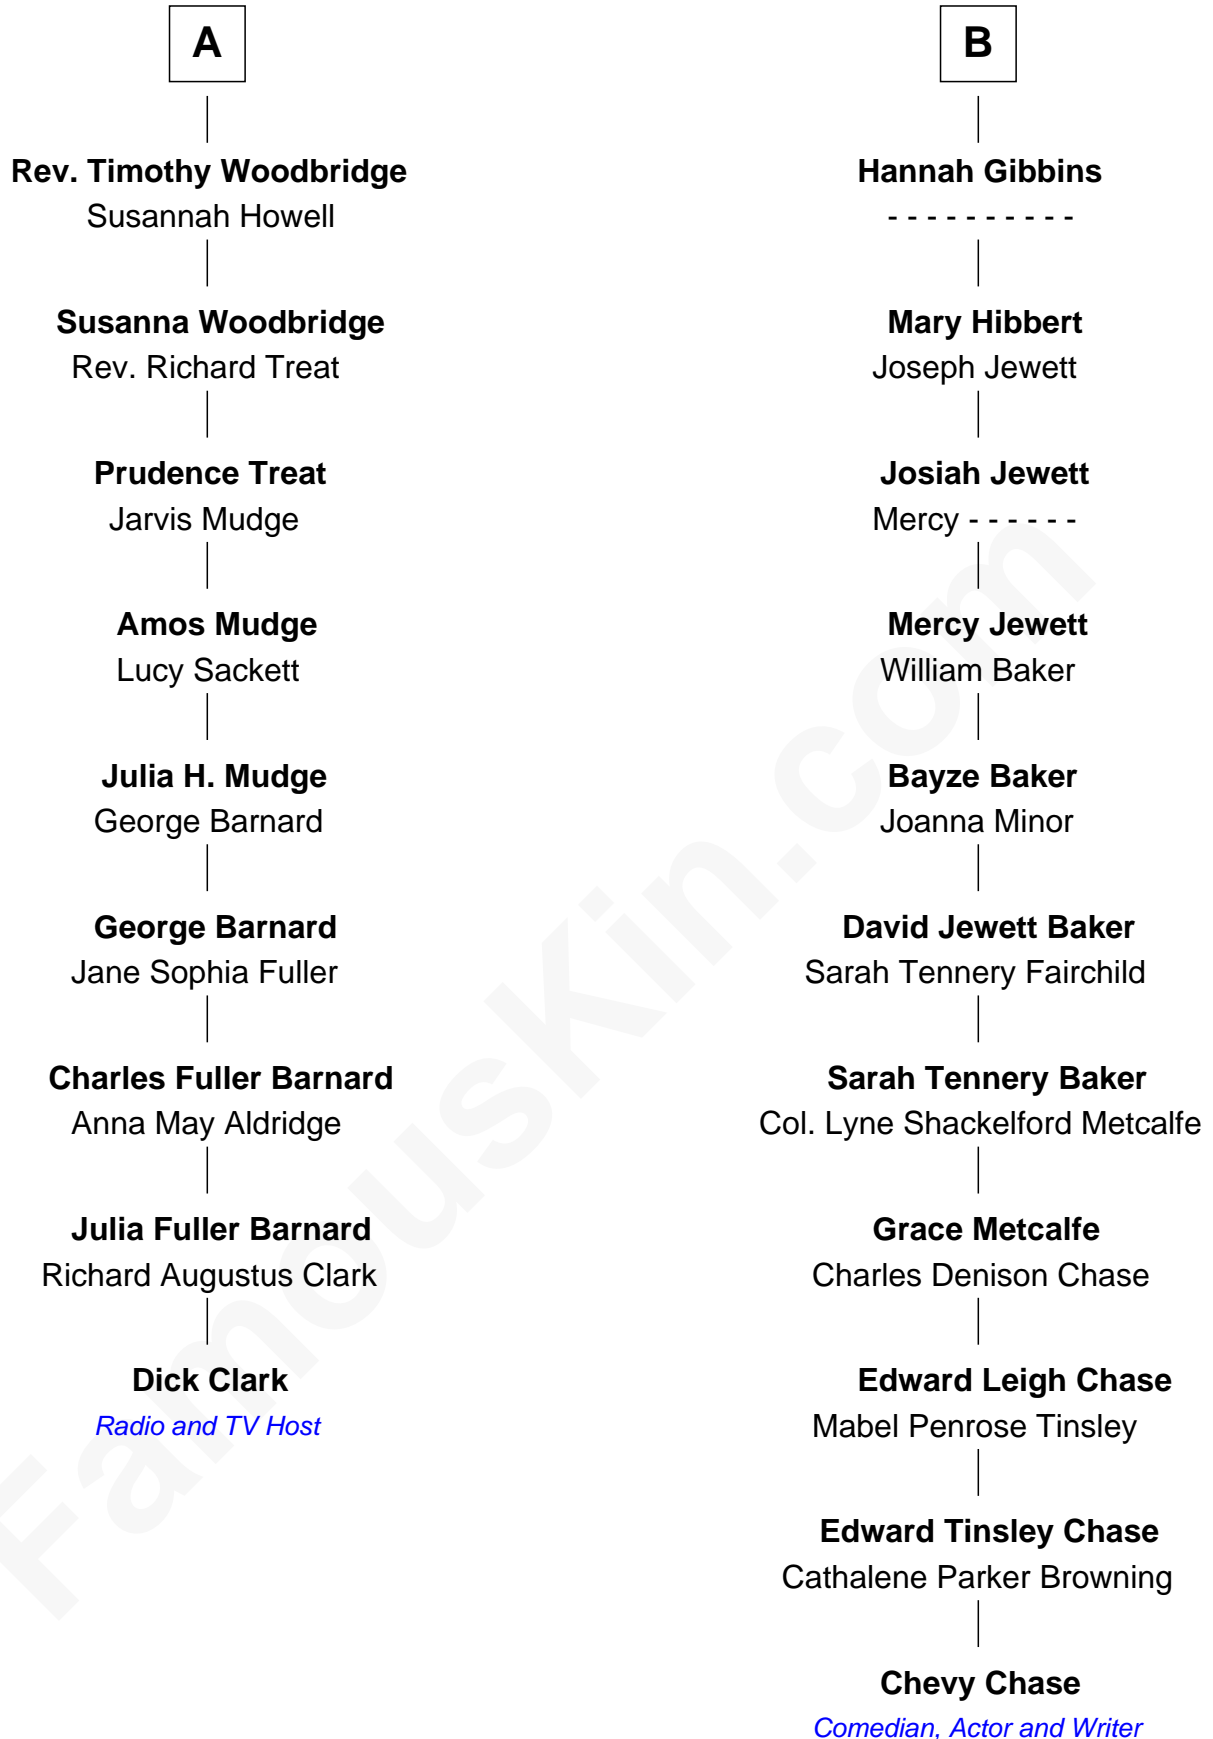 A
Rev. Timothy Woodbridge
Susannah Howell
Susanna Woodbridge
Rev. Richard Treat
Prudence Treat
Jarvis Mudge
Amos Mudge
Lucy Sackett
Julia H. Mudge
George Barnard
George Barnard
Jane Sophia Fuller
Charles Fuller Barnard
Anna May Aldridge
Julia Fuller Barnard
Richard Augustus Clark
Dick Clark
Radio and TV Host
B
Hannah Gibbins
- - - - - - - - - -
Mary Hibbert
Joseph Jewett
Josiah Jewett
Mercy - - - - - -
Mercy Jewett
William Baker
Bayze Baker
Joanna Minor
David Jewett Baker
Sarah Tennery Fairchild
Sarah Tennery Baker
Col. Lyne Shackelford Metcalfe
Grace Metcalfe
Charles Denison Chase
Edward Leigh Chase
Mabel Penrose Tinsley
Edward Tinsley Chase
Cathalene Parker Browning
Chevy Chase
Comedian, Actor and Writer
FamousKin.com